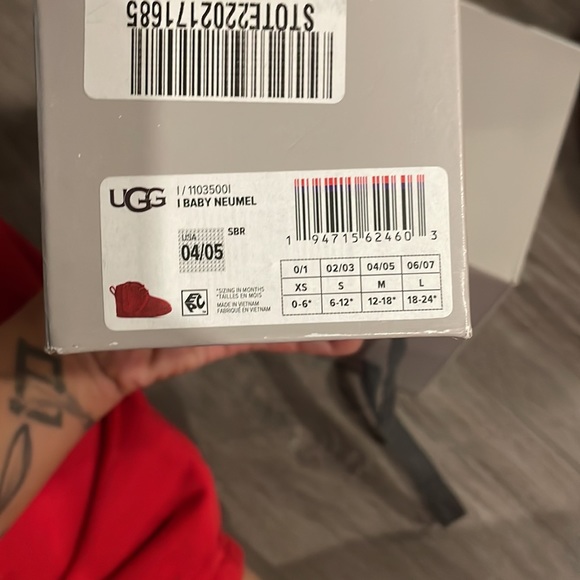 STOTE2202171685
UGG
I / 1103500I
I BABY NEUMEL
SBR
USA
04/05
1 94715 62460 3
0/1 02/03 04/05 06/07
XS S M L
0-6* 6-12* 12-18* 18-24*
*SIZING IN MONTHS
*TAILLES EN MOIS
MADE IN VIETNAM
FABRIQUÉ EN VIETNAM